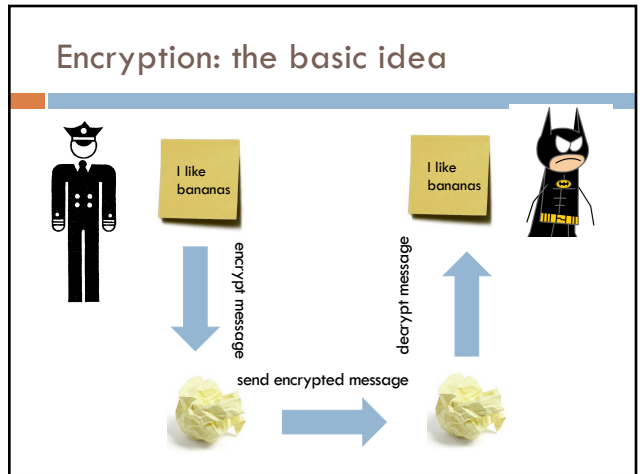 Encryption: the basic idea
I like
bananas
encrypt message
send encrypted message
decrypt message
I like
bananas